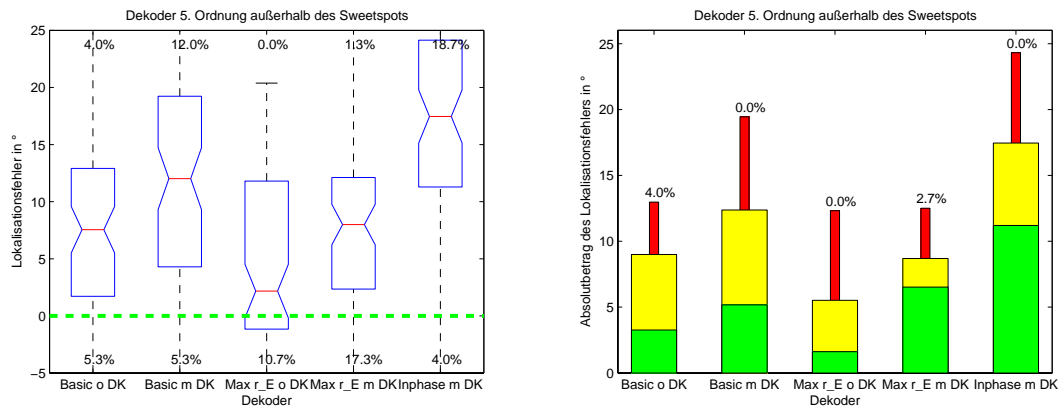 Dekoder 5. Ordnung außerhalb des Sweetspots
25
20
15
10
5
0
−5
Lokalisationsfehler in °
4.0%
12.0%
0.0%
1.3%
18.7%
5.3%
5.3%
10.7%
17.3%
4.0%
Basic o DK
Basic m DK
Max r_E o DK
Max r_E m DK
Inphase m DK
Dekoder
Dekoder 5. Ordnung außerhalb des Sweetspots
25
20
15
10
5
0
Absolutbetrag des Lokalisationsfehlers in °
4.0%
0.0%
0.0%
2.7%
0.0%
Basic o DK
Basic m DK
Max r_E o DK
Max r_E m DK
Inphase m DK
Dekoder